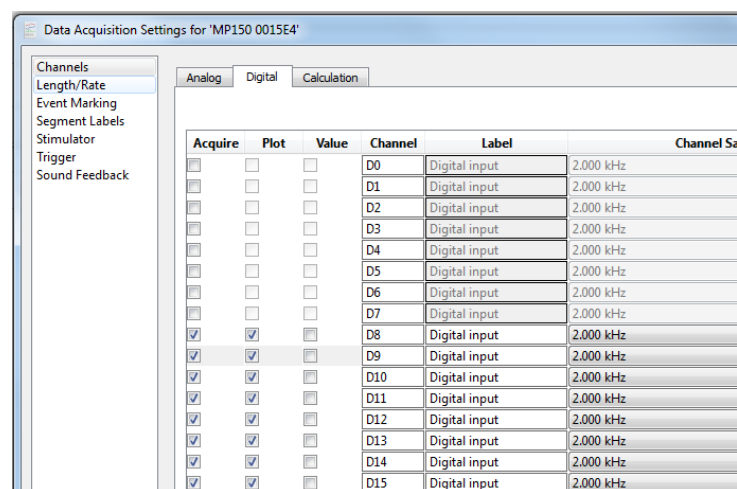 Data Acquisition Settings for 'MP150 0015E4'
Channels
Length/Rate
Event Marking
Segment Labels
Stimulator
Trigger
Sound Feedback
Analog Digital Calculation
Acquire Plot Value Channel Label Channel Sa
D0 Digital input 2.000 kHz
D1 Digital input 2.000 kHz
D2 Digital input 2.000 kHz
D3 Digital input 2.000 kHz
D4 Digital input 2.000 kHz
D5 Digital input 2.000 kHz
D6 Digital input 2.000 kHz
D7 Digital input 2.000 kHz
D8 Digital input 2.000 kHz
D9 Digital input 2.000 kHz
D10 Digital input 2.000 kHz
D11 Digital input 2.000 kHz
D12 Digital input 2.000 kHz
D13 Digital input 2.000 kHz
D14 Digital input 2.000 kHz
D15 Digital input 2.000 kHz